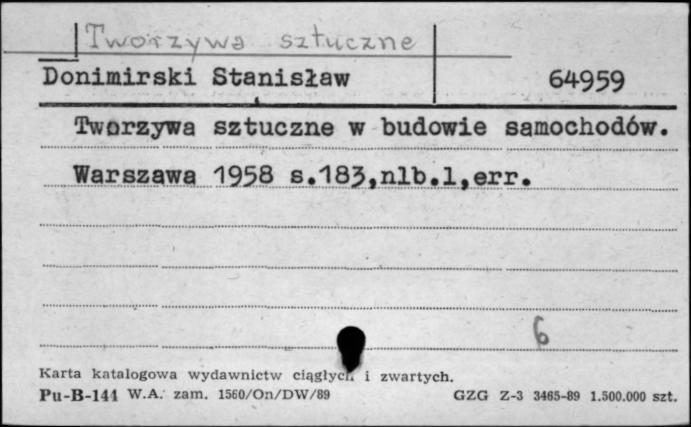 Tworzywa sztuczne
Donimirski Stanisław 64959
Tworzywa sztuczne w budowie samochodów.
Warszawa 1958 s.183,nlb.1,err.
6
Karta katalogowa wydawnictw ciągłych i zwartych.
Pu-B-144 W.A. zam. 1560/On/DW/89 GZG Z-3 3465-89 1.500.000 szt.